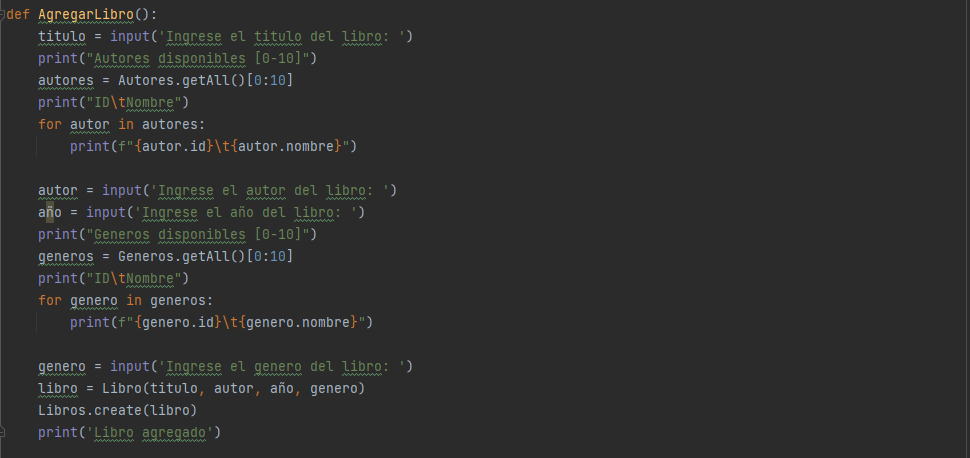 def AgregarLibro():
    titulo = input('Ingrese el titulo del libro: ')
    print("Autores disponibles [0-10]")
    autores = Autores.getAll()[0:10]
    print("ID\tNombre")
    for autor in autores:
        print(f"{autor.id}\t{autor.nombre}")

    autor = input('Ingrese el autor del libro: ')
    año = input('Ingrese el año del libro: ')
    print("Generos disponibles [0-10]")
    generos = Generos.getAll()[0:10]
    print("ID\tNombre")
    for genero in generos:
        print(f"{genero.id}\t{genero.nombre}")

    genero = input('Ingrese el genero del libro: ')
    libro = Libro(titulo, autor, año, genero)
    Libros.create(libro)
    print('Libro agregado')